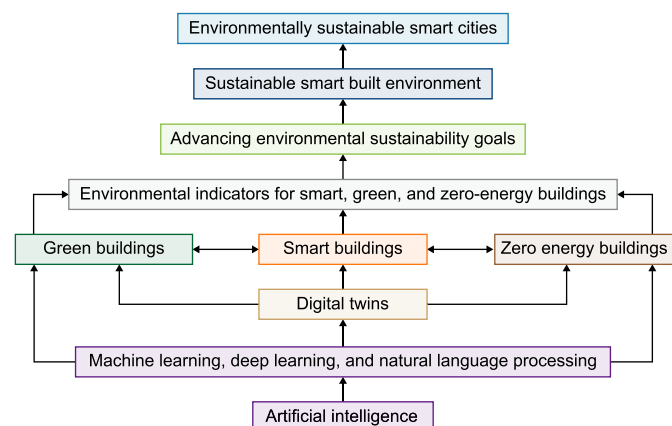 Environmentally sustainable smart cities
Sustainable smart built environment
Advancing environmental sustainability goals
Environmental indicators for smart, green, and zero-energy buildings
Green buildings
Smart buildings
Zero energy buildings
Digital twins
Machine learning, deep learning, and natural language processing
Artificial intelligence